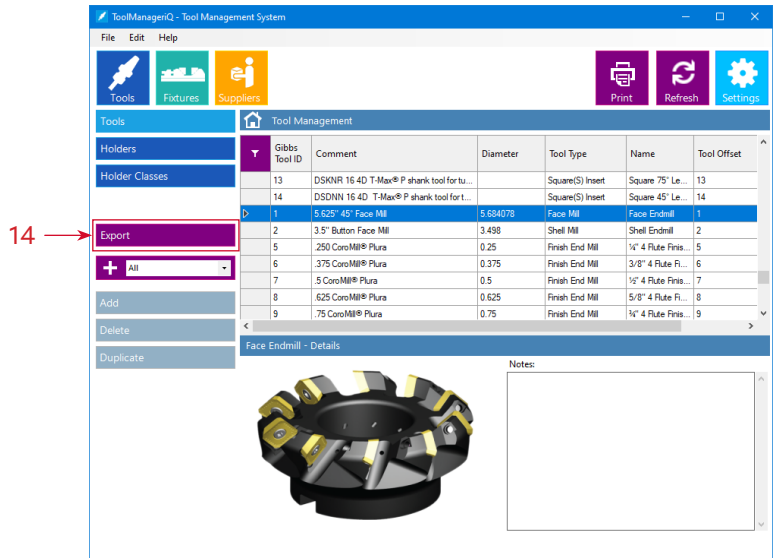 ToolManageriQ - Tool Management System
File Edit Help
Tools Fixtures Suppliers Print Refresh Settings
Tools
Holders
Holder Classes
14
Export
All
Add
Delete
Duplicate
Tool Management
Gibbs Tool ID Comment Diameter Tool Type Name Tool Offset
13 DSKNR 16 4D T-Max® P shank tool for tu... Square(S) Insert Square 75° Le... 13
14 DSDNN 16 4D T-Max® P shank tool for t... Square(S) Insert Square 45° Le... 14
1 5.625" 45° Face Mill 5.684078 Face Mill Face Endmill 1
2 3.5" Button Face Mill 3.498 Shell Mill Shell Endmill 2
5 .250 CoroMill® Plura 0.25 Finish End Mill ¼" 4 Flute Finis... 5
6 .375 CoroMill® Plura 0.375 Finish End Mill 3/8" 4 Flute Fi... 6
7 .5 CoroMill® Plura 0.5 Finish End Mill ½" 4 Flute Finis... 7
8 .625 CoroMill® Plura 0.625 Finish End Mill 5/8" 4 Flute Fi... 8
9 .75 CoroMill® Plura 0.75 Finish End Mill ¾" 4 Flute Finis... 9
Face Endmill - Details
Notes: